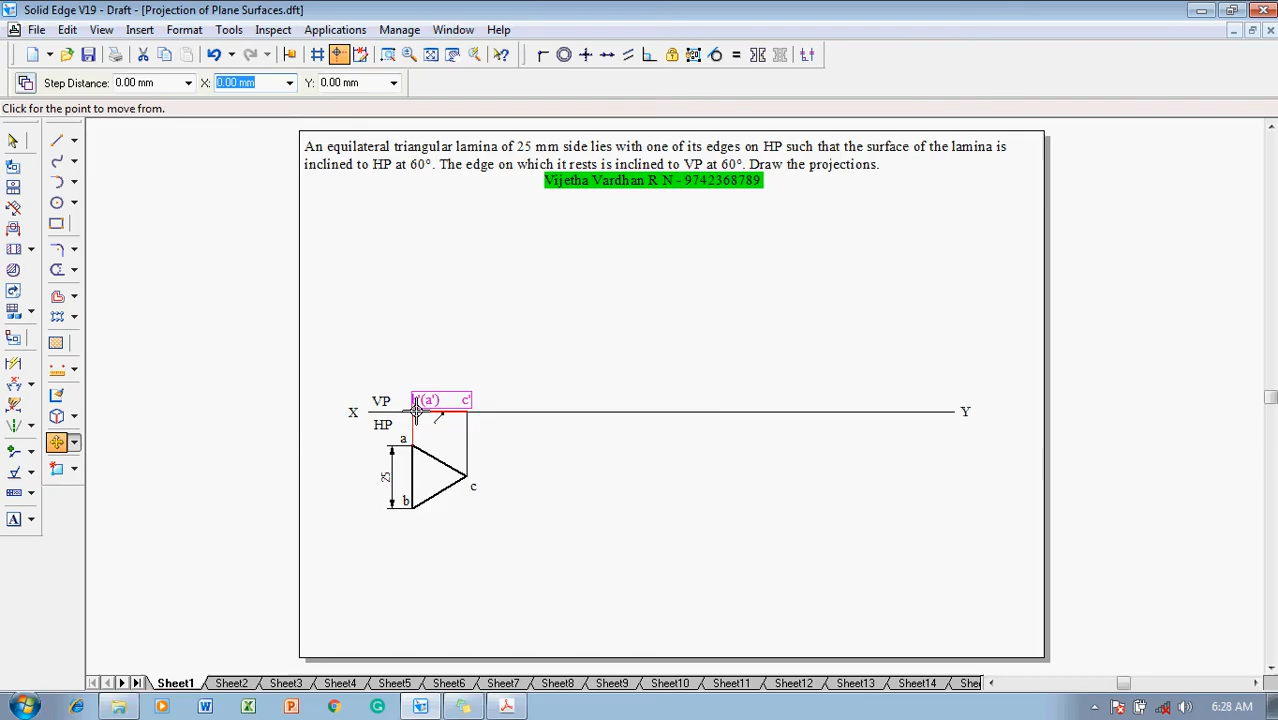 Solid Edge V19 - Draft - [Projection of Plane Surfaces.dft]
File Edit View Insert Format Tools Inspect Applications Manage Window Help
Step Distance: 0.00 mm X: 0.00 mm Y: 0.00 mm
Click for the point to move from.
An equilateral triangular lamina of 25 mm side lies with one of its edges on HP such that the surface of the lamina is
inclined to HP at 60°. The edge on which it rests is inclined to VP at 60°. Draw the projections.
Vijetha Vardhan R N - 9742368789
VP b'(a') c'
X Y
HP
a
25
c
b
A
Sheet1 Sheet2 Sheet3 Sheet4 Sheet5 Sheet6 Sheet7 Sheet8 Sheet9 Sheet10 Sheet11 Sheet12 Sheet13 Sheet14 She
6:28 AM